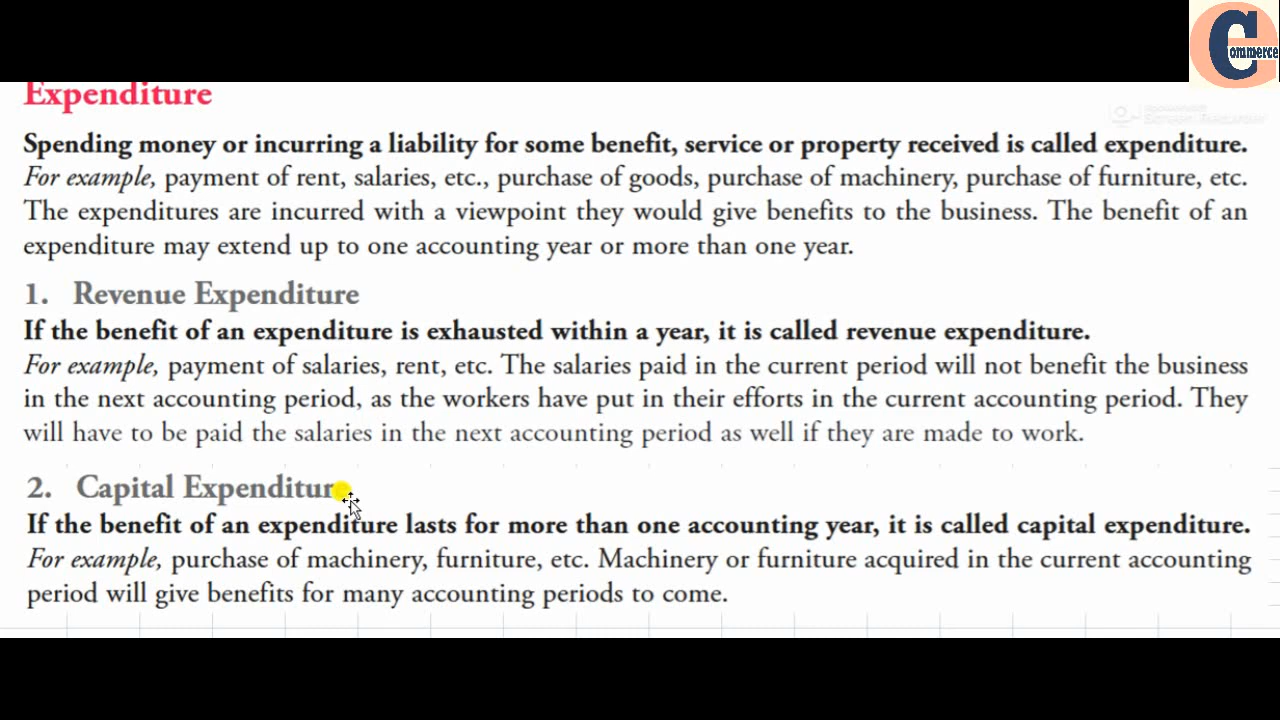 C
ommerce
Expenditure
Screen Recorder
Spending money or incurring a liability for some benefit, service or property received is called expenditure.
For example, payment of rent, salaries, etc., purchase of goods, purchase of machinery, purchase of furniture, etc.
The expenditures are incurred with a viewpoint they would give benefits to the business. The benefit of an
expenditure may extend up to one accounting year or more than one year.
1. Revenue Expenditure
If the benefit of an expenditure is exhausted within a year, it is called revenue expenditure.
For example, payment of salaries, rent, etc. The salaries paid in the current period will not benefit the business
in the next accounting period, as the workers have put in their efforts in the current accounting period. They
will have to be paid the salaries in the next accounting period as well if they are made to work.
2. Capital Expenditure
If the benefit of an expenditure lasts for more than one accounting year, it is called capital expenditure.
For example, purchase of machinery, furniture, etc. Machinery or furniture acquired in the current accounting
period will give benefits for many accounting periods to come.